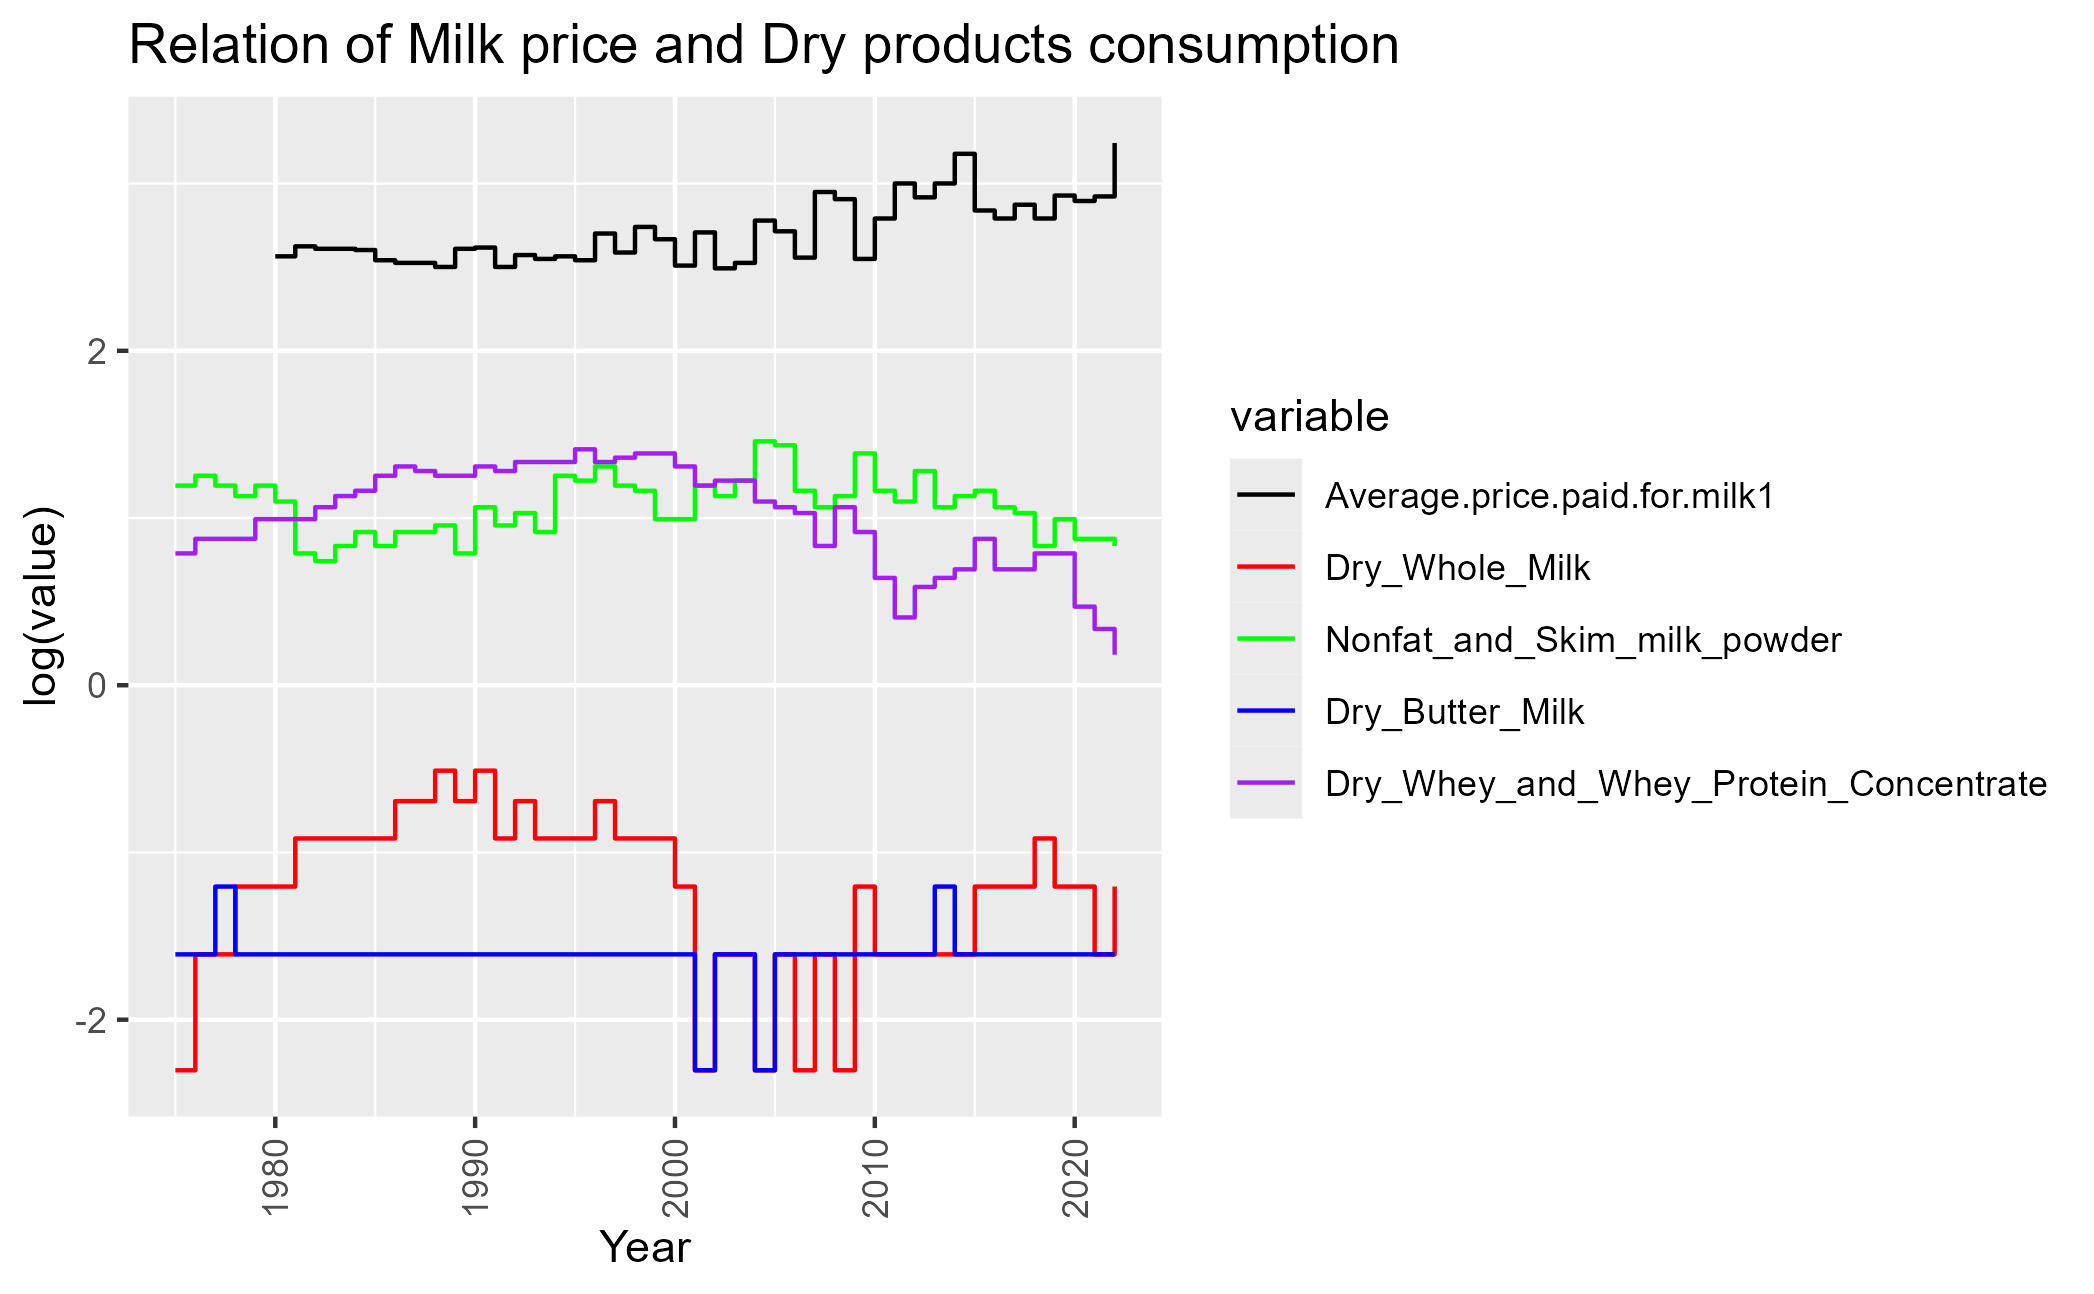 Relation of Milk price and Dry products consumption
log(value)
2
0
-2
1980
1990
2000
2010
2020
Year
variable
Average.price.paid.for.milk1
Dry_Whole_Milk
Nonfat_and_Skim_milk_powder
Dry_Butter_Milk
Dry_Whey_and_Whey_Protein_Concentrate